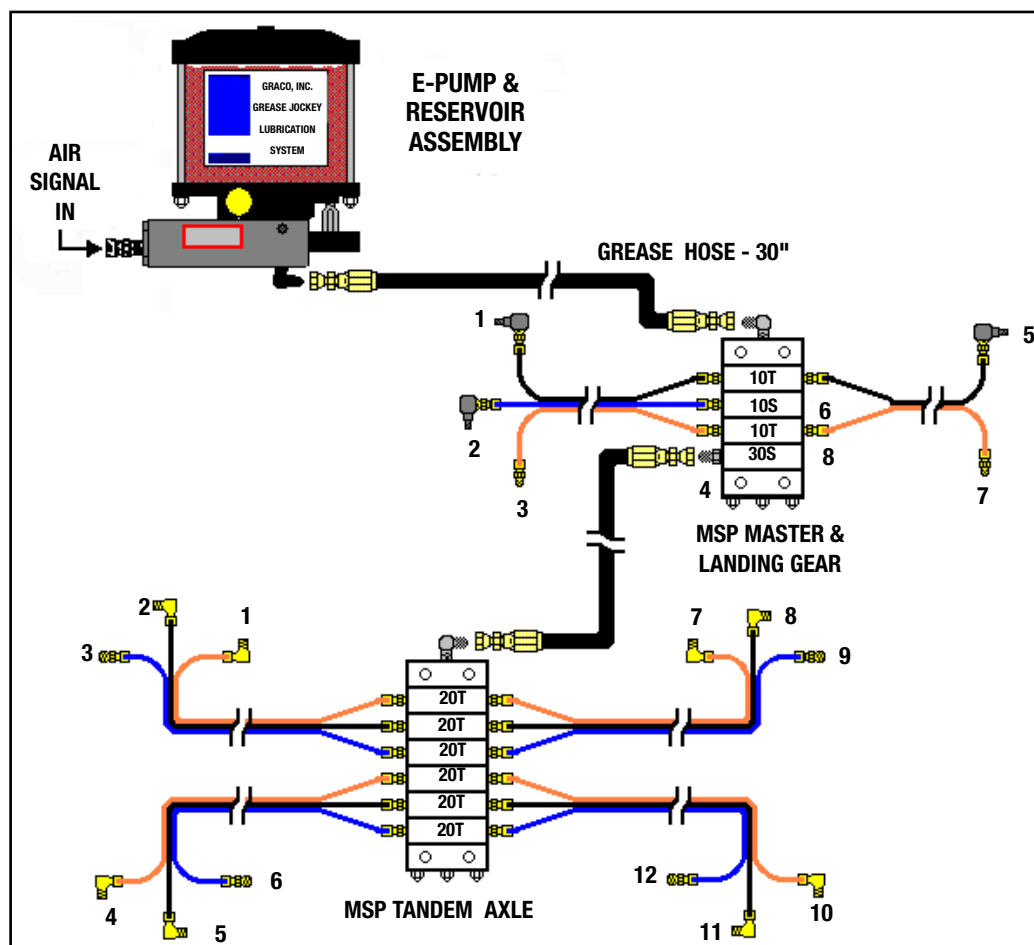 E-PUMP &
RESERVOIR
ASSEMBLY
GRACO, INC.
GREASE JOCKEY
LUBRICATION
SYSTEM
AIR
SIGNAL
IN
GREASE HOSE - 30"
1
5
10T
10S
6
10T
2
8
30S
3
4
7
MSP MASTER &
LANDING GEAR
2
1
7
8
3
9
20T
20T
20T
20T
20T
20T
6
12
4
5
11
10
MSP TANDEM AXLE